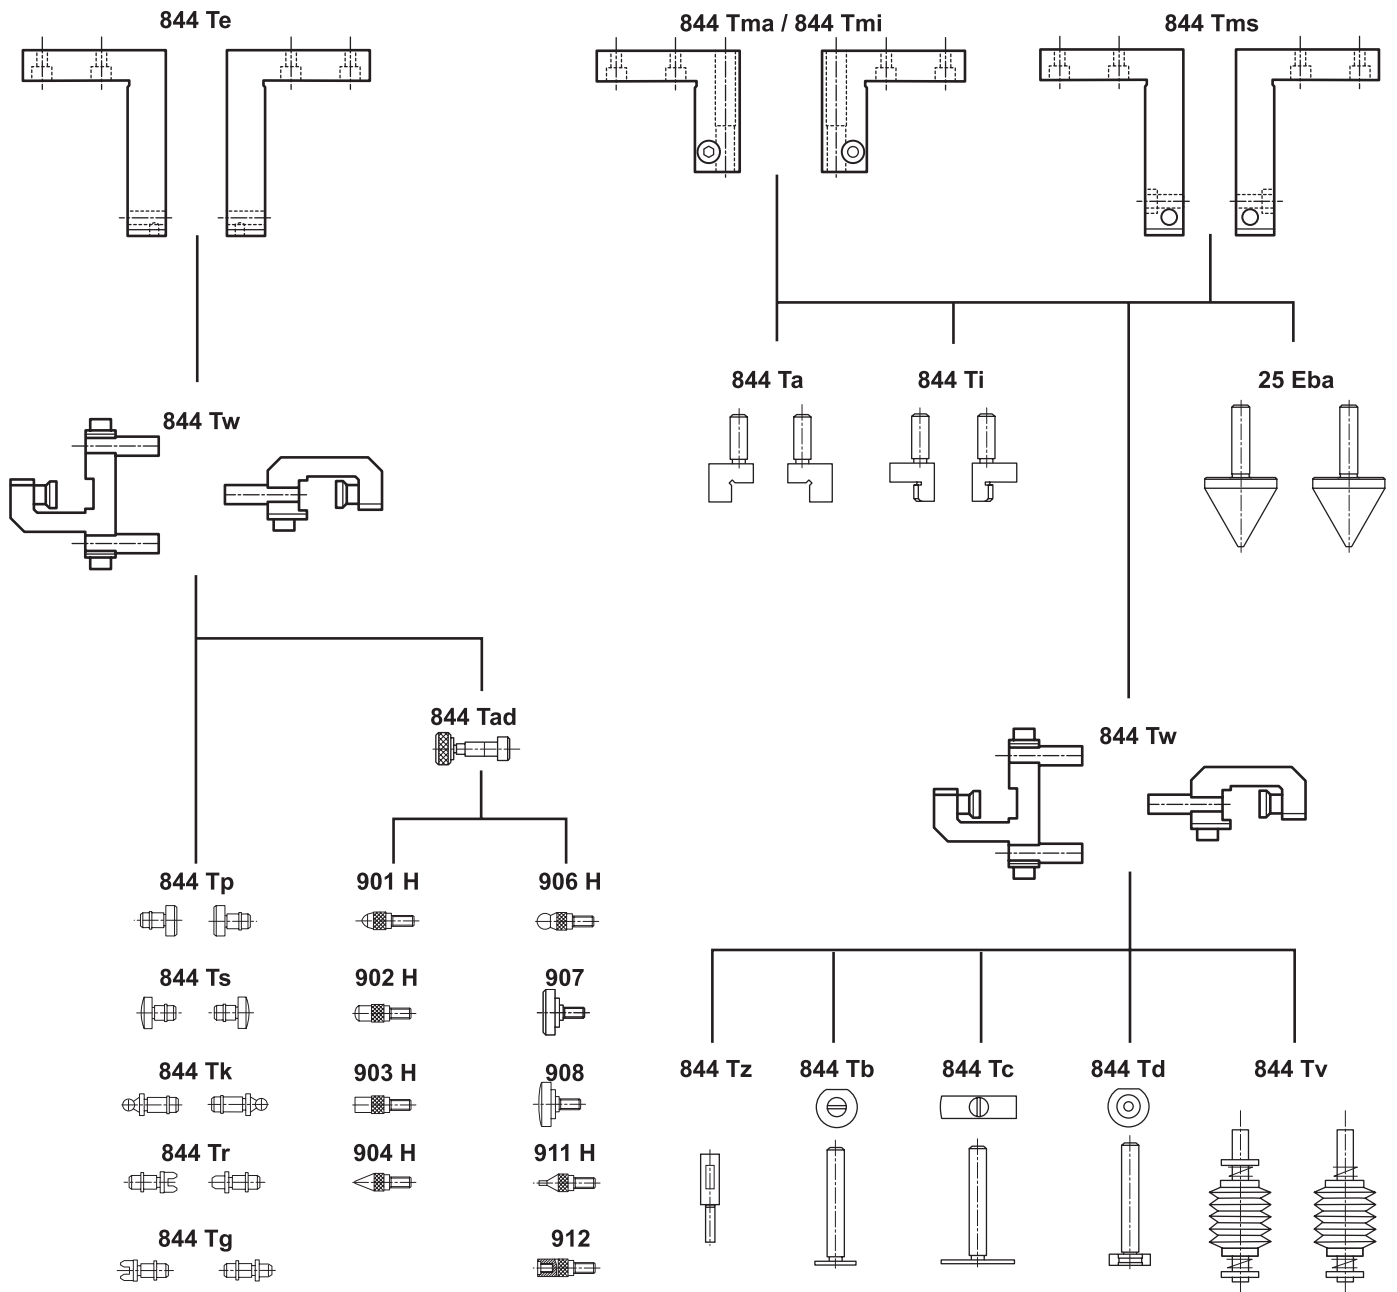 844 Te
844 Tma / 844 Tmi
844 Tms
844 Ta
844 Ti
25 Eba
844 Tw
844 Tad
844 Tw
844 Tp
901 H
906 H
844 Ts
902 H
907
844 Tk
903 H
908
844 Tr
904 H
911 H
844 Tg
912
844 Tz
844 Tb
844 Tc
844 Td
844 Tv